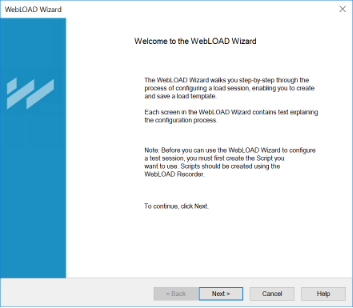 WebLOAD Wizard
Welcome to the WebLOAD Wizard
The WebLOAD Wizard walks you step-by-step through the
process of configuring a load session, enabling you to create
and save a load template.
Each screen in the WebLOAD Wizard contains text explaining
the configuration process.
Note: Before you can use the WebLOAD Wizard to configure
a test session, you must first create the Script you
want to use. Scripts should be created using the
WebLOAD Recorder.
To continue, click Next.
< Back Next > Cancel Help